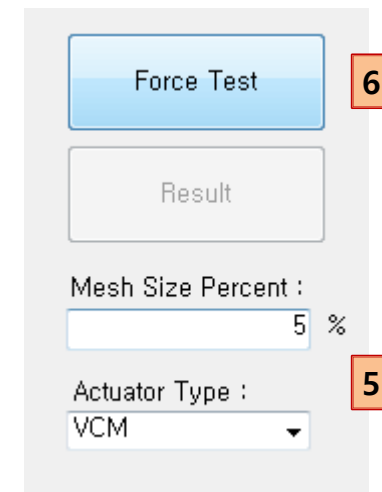 Force Test
6
Result
Mesh Size Percent :
5 %
Actuator Type :
5
VCM